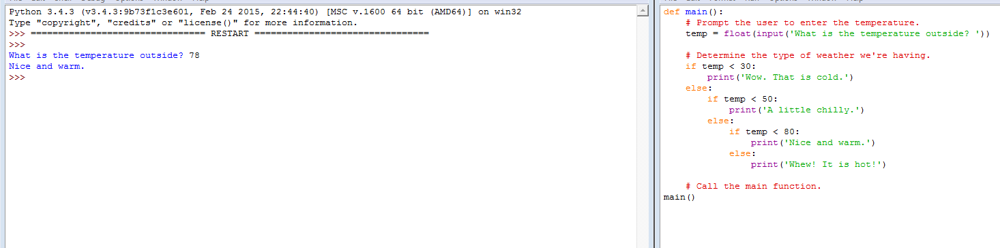 Python 3.4.3 (v3.4.3:9b73f1c3e601, Feb 24 2015, 22:44:40) [MSC v.1600 64 bit (AMD64)] on win32
Type "copyright", "credits" or "license()" for more information.
>>> ================================ RESTART ================================
>>>
What is the temperature outside? 78
Nice and warm.
>>>
def main():
    # Prompt the user to enter the temperature.
    temp = float(input('What is the temperature outside? '))

    # Determine the type of weather we're having.
    if temp < 30:
        print('Wow. That is cold.')
    else:
        if temp < 50:
            print('A little chilly.')
        else:
            if temp < 80:
                print('Nice and warm.')
            else:
                print('Whew! It is hot!')

    # Call the main function.
main()